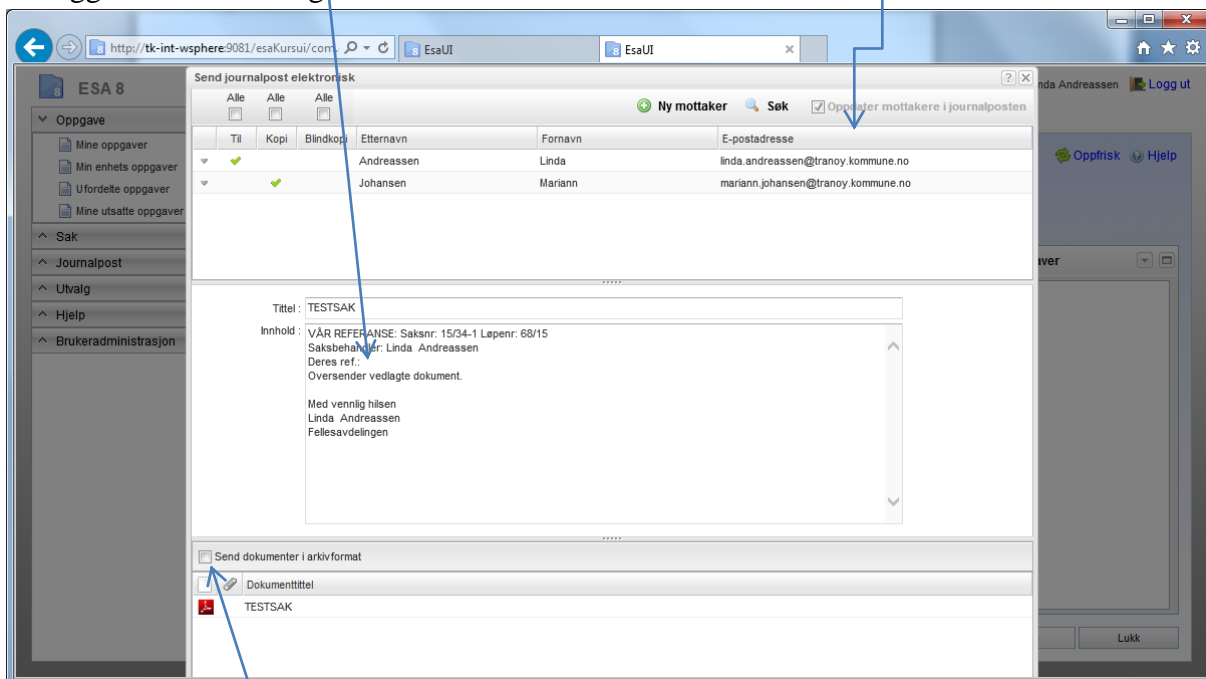 http://tk-int-wsphere:9081/esaKursui/com.
EsaUI
EsaUI
ESA 8
Send journalpost elektronisk
nda Andreassen
Logg ut
Oppgave
Mine oppgaver
Min enhets oppgaver
Ufordelte oppgaver
Mine utsatte oppgaver
Sak
Journalpost
Utvalg
Hjelp
Brukeradministrasjon
Alle Alle Alle
Ny mottaker Søk Oppdater mottakere i journalposten
Til Kopi Blindkopi Etternavn Fornavn E-postadresse
Andreassen Linda linda.andreassen@tranoy.kommune.no
Johansen Mariann mariann.johansen@tranoy.kommune.no
Oppfrisk Hjelp
aver
Tittel : TESTSAK
Innhold : VÅR REFERANSE: Saksnr: 15/34-1 Løpenr: 68/15
Saksbehandler: Linda Andreassen
Deres ref.:
Oversender vedlagte dokument.
Med vennlig hilsen
Linda Andreassen
Fellesavdelingen
Send dokumenter i arkivformat
Dokumenttittel
TESTSAK
Lukk